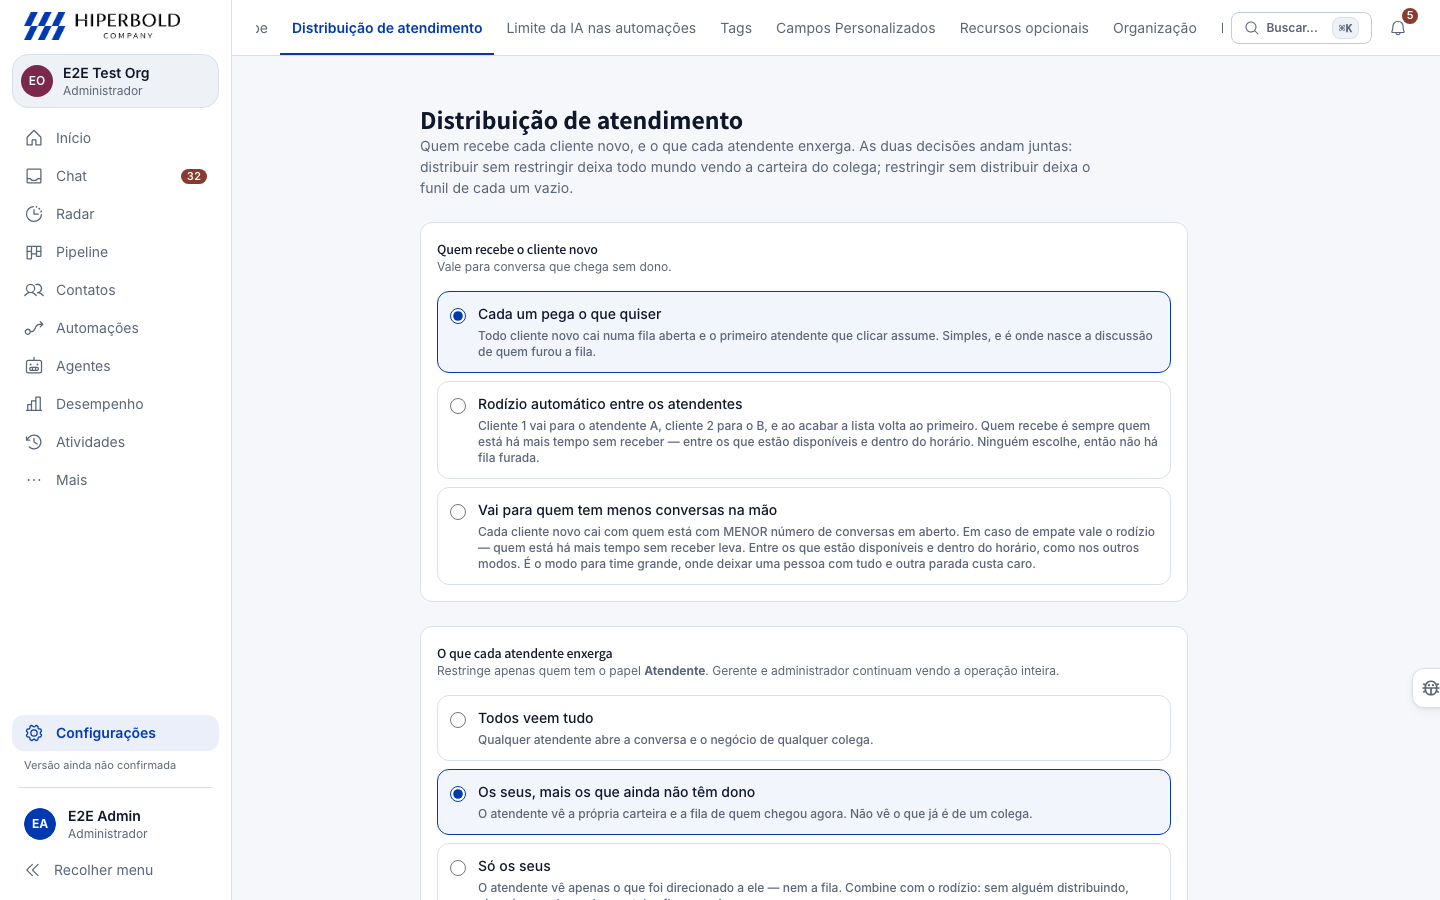 HIPERBOLD
COMPANY
EO
E2E Test Org
Administrador
Início
Chat
32
Radar
Pipeline
Contatos
Automações
Agentes
Desempenho
Atividades
Mais
Configurações
Versão ainda não confirmada
EA
E2E Admin
Administrador
Recolher menu
Distribuição de atendimento
Limite da IA nas automações
Tags
Campos Personalizados
Recursos opcionais
Organização
Buscar...
⌘K
5
Distribuição de atendimento
Quem recebe cada cliente novo, e o que cada atendente enxerga. As duas decisões andam juntas:
distribuir sem restringir deixa todo mundo vendo a carteira do colega; restringir sem distribuir deixa o
funil de cada um vazio.
Quem recebe o cliente novo
Vale para conversa que chega sem dono.
Cada um pega o que quiser
Todo cliente novo cai numa fila aberta e o primeiro atendente que clicar assume. Simples, e é onde nasce a discussão
de quem furou a fila.
Rodízio automático entre os atendentes
Cliente 1 vai para o atendente A, cliente 2 para o B, e ao acabar a lista volta ao primeiro. Quem recebe é sempre quem
está há mais tempo sem receber — entre os que estão disponíveis e dentro do horário. Ninguém escolhe, então não há
fila furada.
Vai para quem tem menos conversas na mão
Cada cliente novo cai com quem está com MENOR número de conversas em aberto. Em caso de empate vale o rodízio
— quem está há mais tempo sem receber leva. Entre os que estão disponíveis e dentro do horário, como nos outros
modos. É o modo para time grande, onde deixar uma pessoa com tudo e outra parada custa caro.
O que cada atendente enxerga
Restringe apenas quem tem o papel Atendente. Gerente e administrador continuam vendo a operação inteira.
Todos veem tudo
Qualquer atendente abre a conversa e o negócio de qualquer colega.
Os seus, mais os que ainda não têm dono
O atendente vê a própria carteira e a fila de quem chegou agora. Não vê o que já é de um colega.
Só os seus
O atendente vê apenas o que foi direcionado a ele — nem a fila. Combine com o rodízio: sem alguém distribuindo,